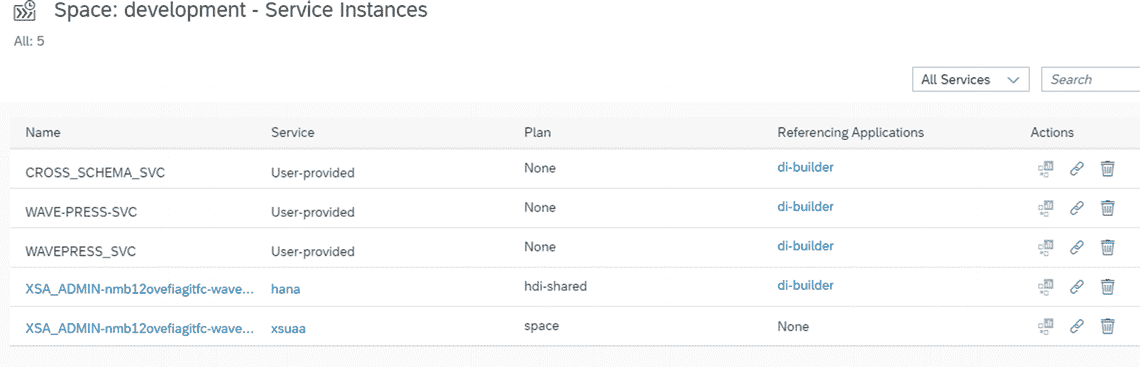 Space: development - Service Instances
All: 5
All Services Search
Name Service Plan Referencing Applications Actions
CROSS_SCHEMA_SVC User-provided None di-builder
WAVE-PRESS-SVC User-provided None di-builder
WAVEPRESS_SVC User-provided None di-builder
XSA_ADMIN-nmb12ovefiagitfc-wave... hana hdi-shared di-builder
XSA_ADMIN-nmb12ovefiagitfc-wave... xsuaa space None